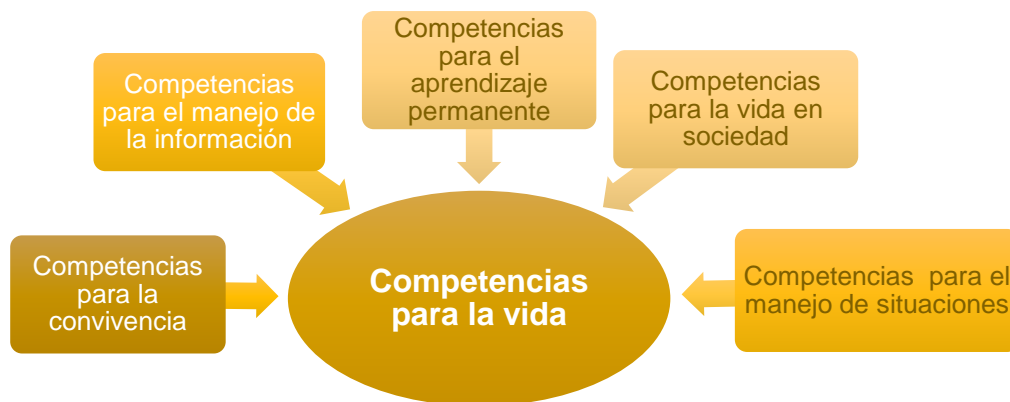 Competencias
para el
aprendizaje
permanente
Competencias
para el manejo de
la información
Competencias
para la vida en
sociedad
Competencias
para la
convivencia
Competencias
para la vida
Competencias para el
manejo de situaciones